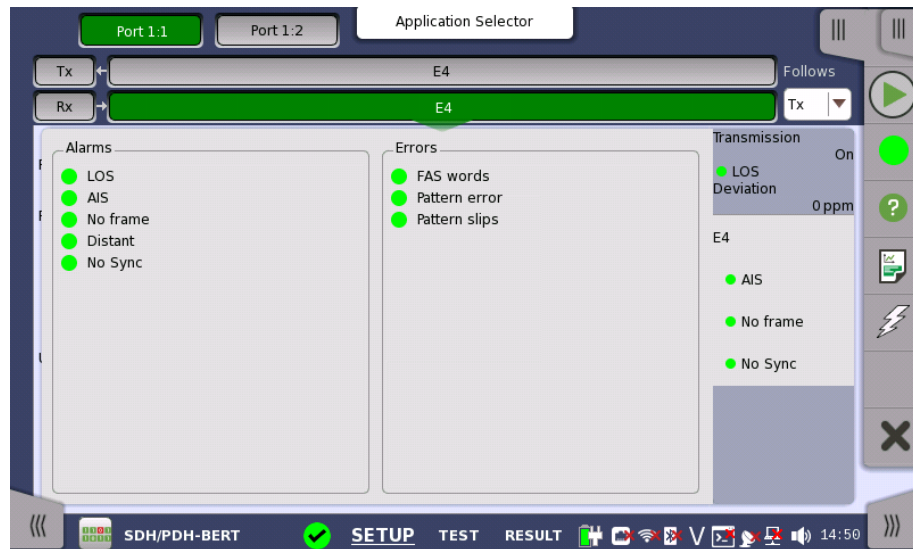 Application Selector
Port 1:1
Port 1:2
Tx
E4
Follows
Rx
E4
Tx
Alarms
LOS
AIS
No frame
Distant
No Sync
Errors
FAS words
Pattern error
Pattern slips
Transmission
On
LOS
Deviation
0 ppm
E4
AIS
No frame
No Sync
SDH/PDH-BERT
SETUP
TEST
RESULT
14:50